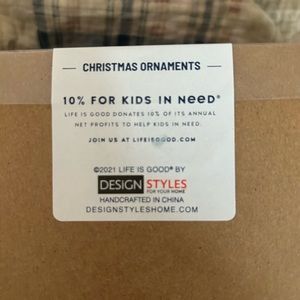 CHRISTMAS ORNAMENTS
10% FOR KIDS IN NEED®
LIFE IS GOOD DONATES 10% OF ITS ANNUAL
NET PROFITS TO HELP KIDS IN NEED.
JOIN US AT LIFEISGOOD.COM
©2021 LIFE IS GOOD® BY
DESIGN STYLES
FOR YOUR HOME
HANDCRAFTED IN CHINA
DESIGNSTYLESHOME.COM